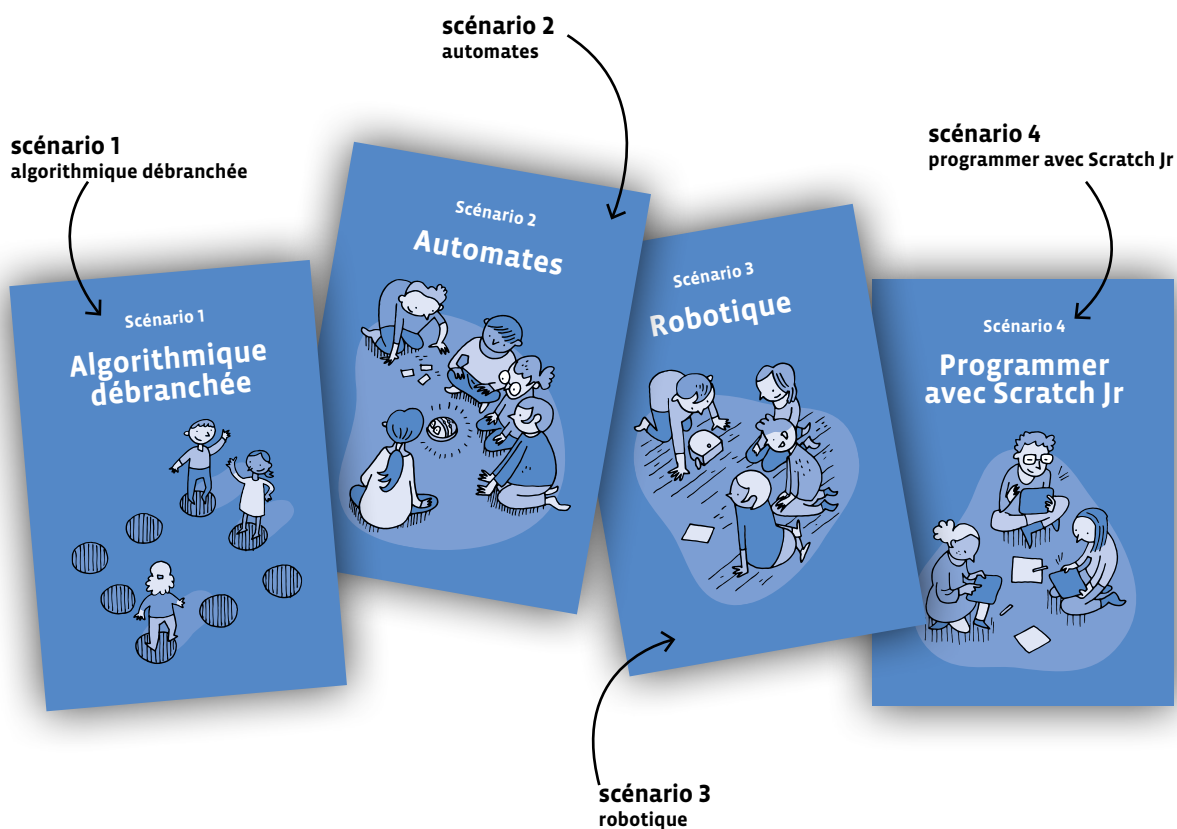 scénario 2
automates
scénario 1
algorithmique débranchée
scénario 4
programmer avec Scratch Jr
Scénario 1
Algorithmique
débranchée
Scénario 2
Automates
Scénario 3
Robotique
Scénario 4
Programmer
avec Scratch Jr
scénario 3
robotique